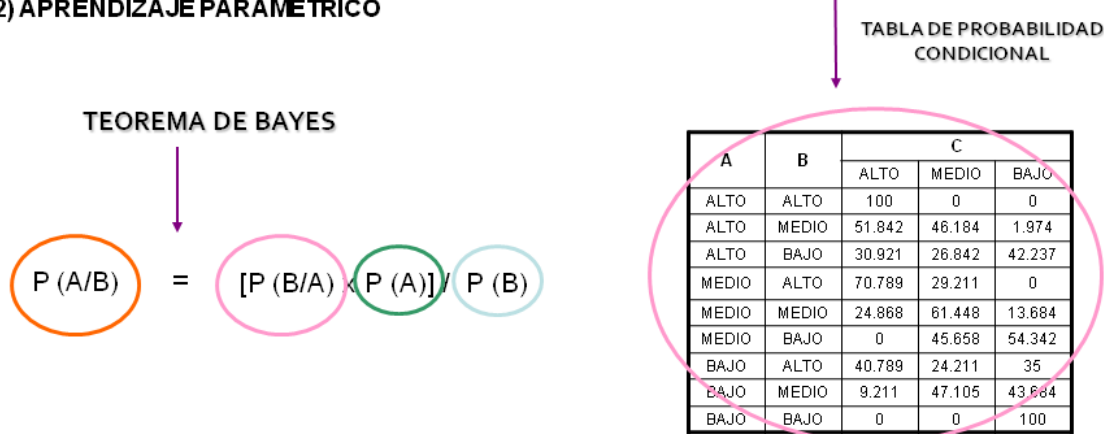 2) APRENDIZAJE PARAMETRICO
TABLA DE PROBABILIDAD
CONDICIONAL
TEOREMA DE BAYES
P (A/B) = [P (B/A) x P (A)] / P (B)
A B C
ALTO MEDIO BAJO
ALTO ALTO 100 0 0
ALTO MEDIO 51.842 46.184 1.974
ALTO BAJO 30.921 26.842 42.237
MEDIO ALTO 70.789 29.211 0
MEDIO MEDIO 24.868 61.448 13.684
MEDIO BAJO 0 45.658 54.342
BAJO ALTO 40.789 24.211 35
BAJO MEDIO 9.211 47.105 43.684
BAJO BAJO 0 0 100